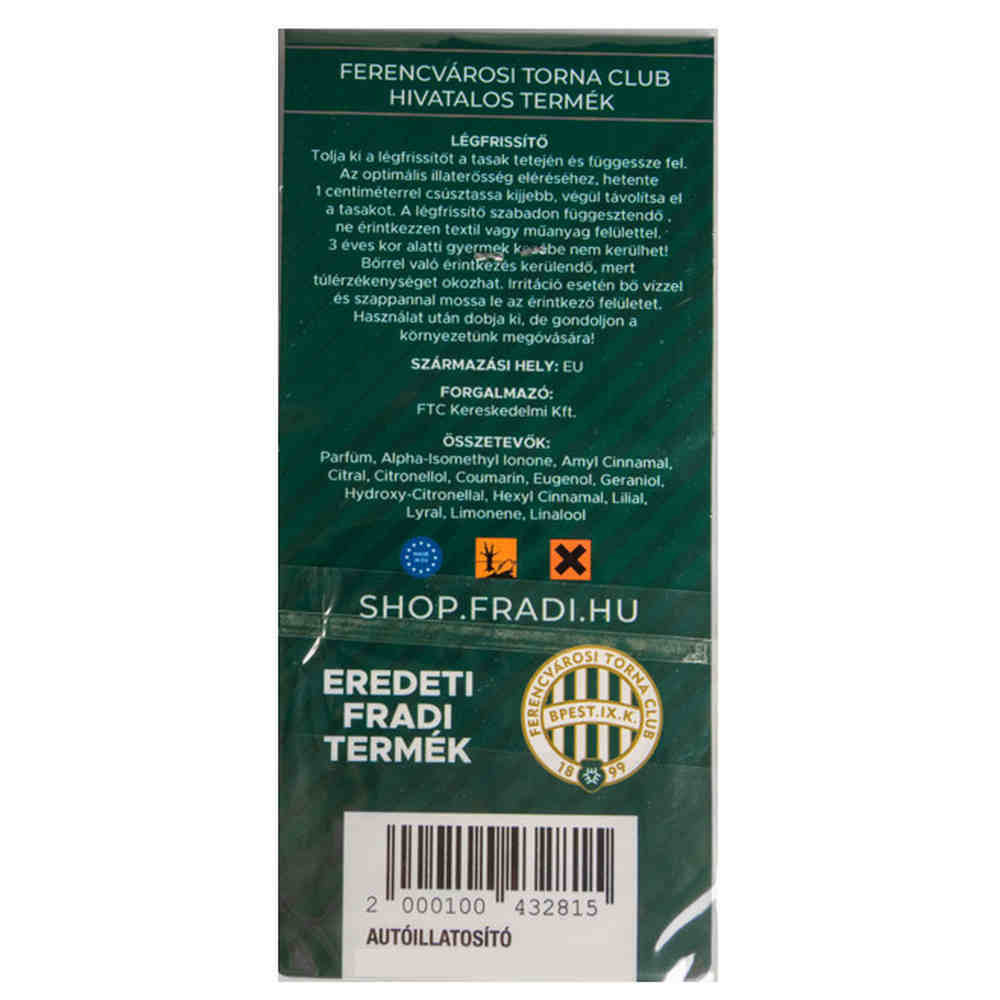 FERENCVÁROSI TORNA CLUB
HIVATALOS TERMÉK
LÉGFRISSÍTŐ
Tolja ki a légfrissítőt a tasak tetején és függessze fel.
Az optimális illaterősség eléréséhez, hetente
1 centiméterrel csúsztassa kijjebb, végül távolítsa el
a tasakot. A légfrissítő szabadon függesztendő ,
ne érintkezzen textil vagy műanyag felülettel.
3 éves kor alatti gyermek kezébe nem kerülhet!
Bőrrel való érintkezés kerülendő, mert
túlérzékenységet okozhat. Irritáció esetén bő vízzel
és szappannal mossa le az érintkező felületet.
Használat után dobja ki, de gondoljon a
környezetünk megóvására!
SZÁRMAZÁSI HELY: EU
FORGALMAZÓ:
FTC Kereskedelmi Kft.
ÖSSZETEVŐK:
Parfüm, Alpha-Isomethyl Ionone, Amyl Cinnamal,
Citral, Citronellol, Coumarin, Eugenol, Geraniol,
Hydroxy-Citronellal, Hexyl Cinnamal, Lilial,
Lyral, Limonene, Linalool
SHOP.FRADI.HU
EREDETI
FRADI
TERMÉK
FERENCVÁROSI TORNA CLUB
BPEST.IX.K.
18 99
2 000100 432815
AUTÓILLATOSÍTÓ